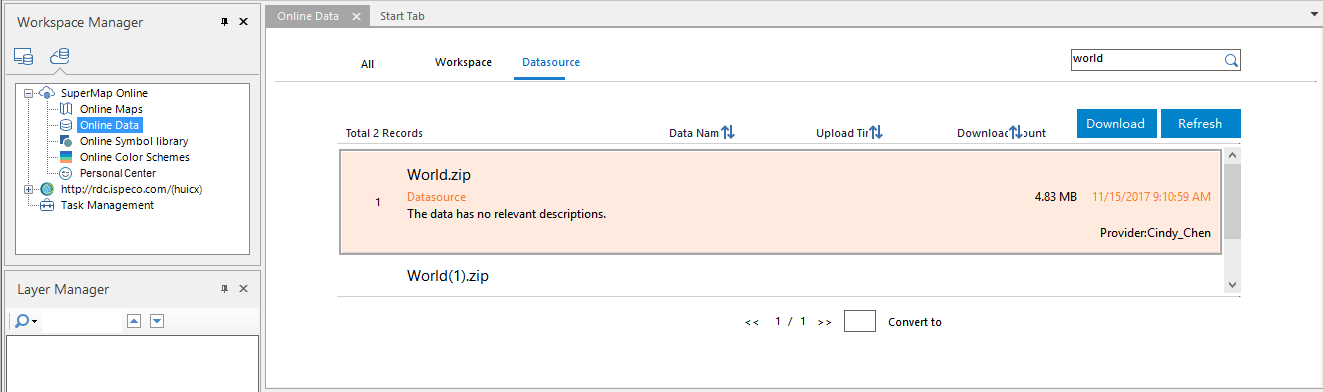 Workspace Manager
SuperMap Online
Online Maps
Online Data
Online Symbol library
Online Color Schemes
Personal Center
http://rdc.ispeco.com/(huicx)
Task Management
Layer Manager
Online Data
Start Tab
All
Workspace
Datasource
world
Total 2 Records
Data Nam
Upload Tir
Download ount
Download
Refresh
1
World.zip
Datasource
The data has no relevant descriptions.
4.83 MB
11/15/2017 9:10:59 AM
Provider:Cindy_Chen
World(1).zip
<< 1 / 1 >>
Convert to